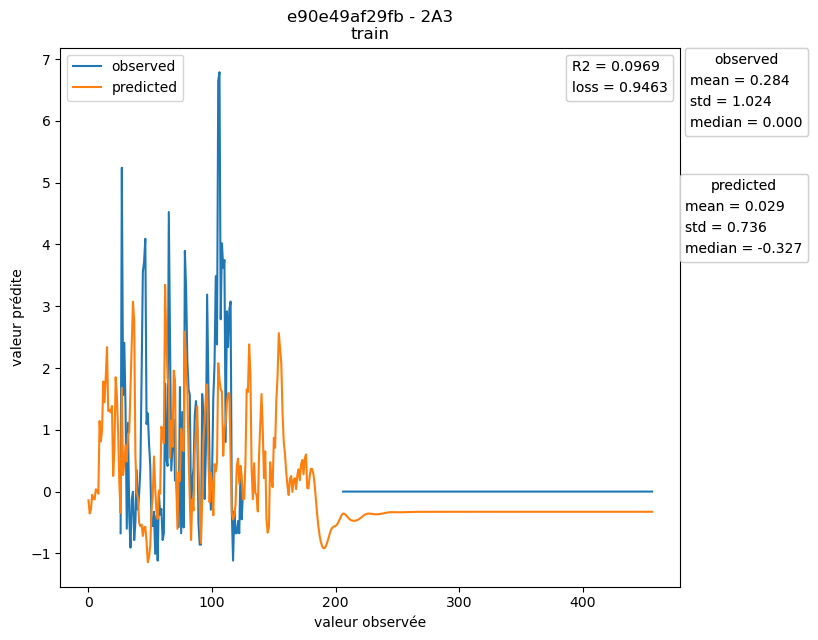 e90e49af29fb - 2A3
train
observed
predicted
R2 = 0.0969
loss = 0.9463
observed
mean = 0.284
std = 1.024
median = 0.000
predicted
mean = 0.029
std = 0.736
median = -0.327
valeur prédite
7
6
5
4
3
2
1
0
−1
0
100
200
300
400
valeur observée